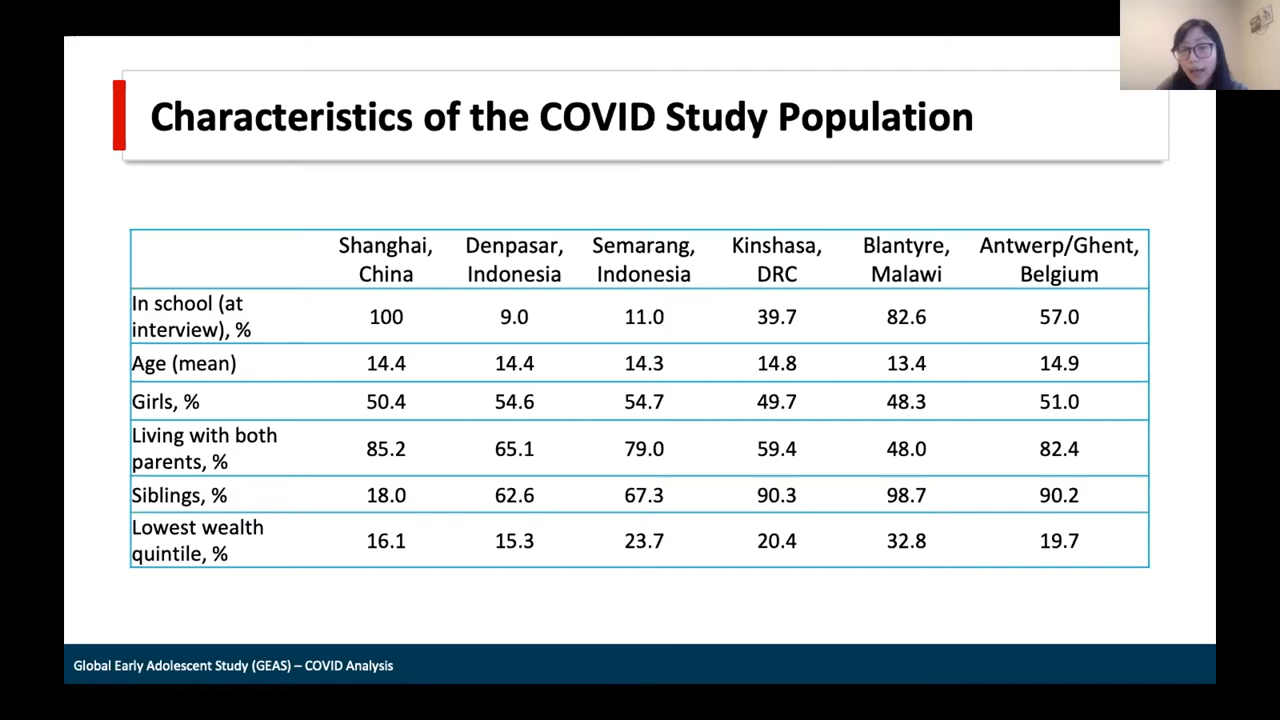 Characteristics of the COVID Study Population
Shanghai, China
Denpasar, Indonesia
Semarang, Indonesia
Kinshasa, DRC
Blantyre, Malawi
Antwerp/Ghent, Belgium
In school (at interview), % 100 9.0 11.0 39.7 82.6 57.0
Age (mean) 14.4 14.4 14.3 14.8 13.4 14.9
Girls, % 50.4 54.6 54.7 49.7 48.3 51.0
Living with both parents, % 85.2 65.1 79.0 59.4 48.0 82.4
Siblings, % 18.0 62.6 67.3 90.3 98.7 90.2
Lowest wealth quintile, % 16.1 15.3 23.7 20.4 32.8 19.7
Global Early Adolescent Study (GEAS) – COVID Analysis